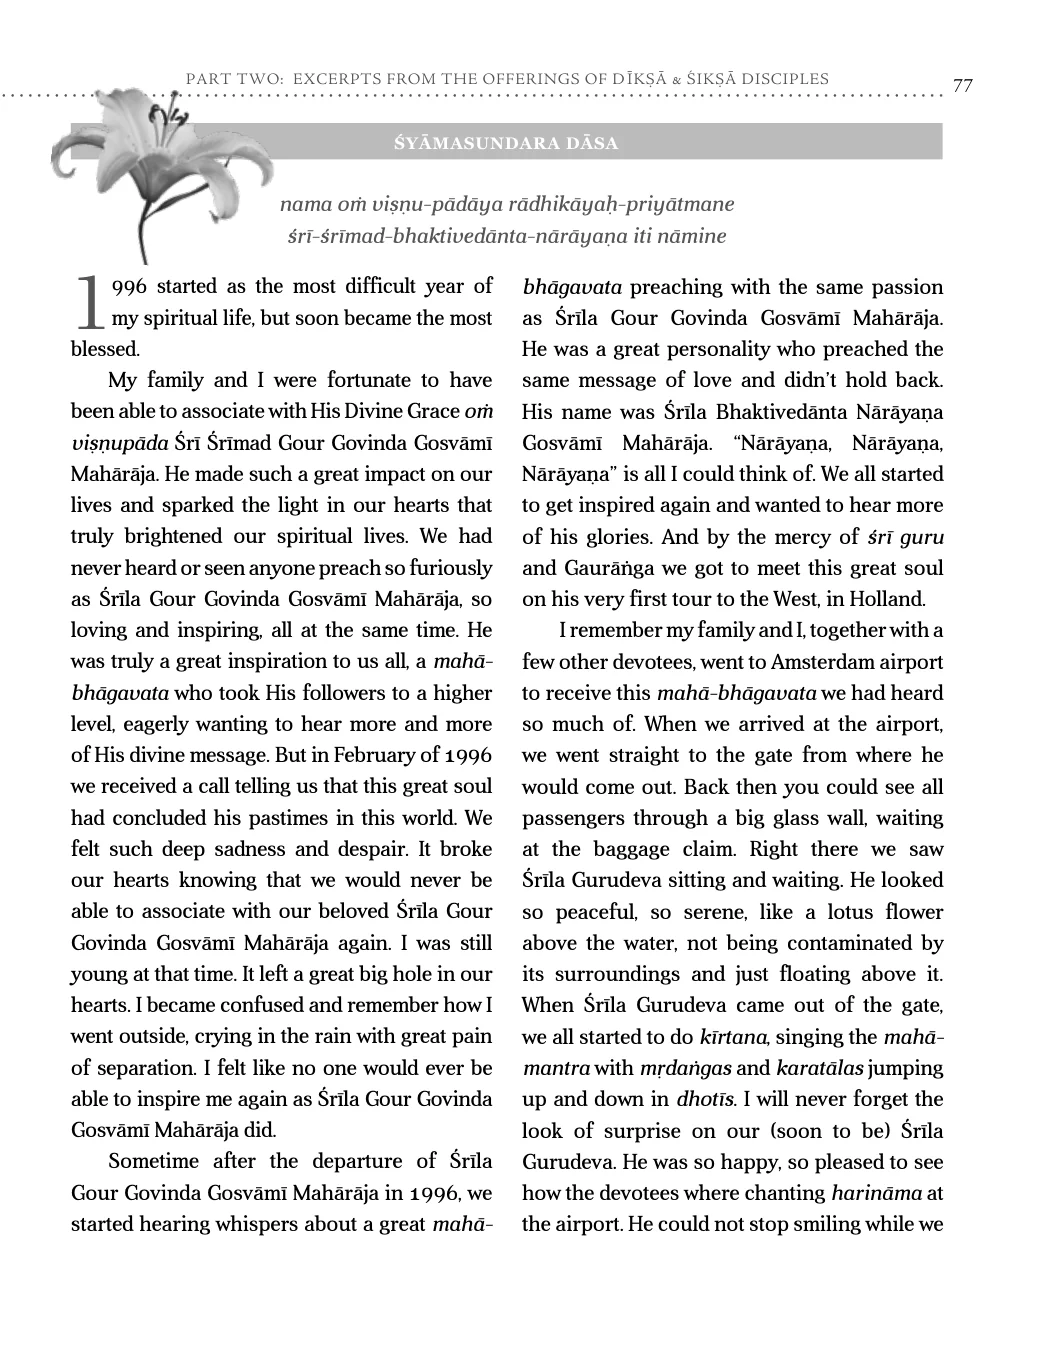 PART TWO: EXCERPTS FROM THE OFFERINGS OF DĪKṢĀ & ŚIKṢĀ DISCIPLES
77
ŚYĀMASUNDARA DĀSA
nama oṁ viṣṇu-pādāya rādhikāyaḥ-priyātmane
śrī-śrīmad-bhaktivedānta-nārāyaṇa iti nāmine
1996 started as the most difficult year of
my spiritual life, but soon became the most
blessed.
My family and I were fortunate to have
been able to associate with His Divine Grace oṁ
viṣṇupāda Śrī Śrīmad Gour Govinda Gosvāmī
Mahārāja. He made such a great impact on our
lives and sparked the light in our hearts that
truly brightened our spiritual lives. We had
never heard or seen anyone preach so furiously
as Śrīla Gour Govinda Gosvāmī Mahārāja, so
loving and inspiring, all at the same time. He
was truly a great inspiration to us all, a mahā-
bhāgavata who took His followers to a higher
level, eagerly wanting to hear more and more
of His divine message. But in February of 1996
we received a call telling us that this great soul
had concluded his pastimes in this world. We
felt such deep sadness and despair. It broke
our hearts knowing that we would never be
able to associate with our beloved Śrīla Gour
Govinda Gosvāmī Mahārāja again. I was still
young at that time. It left a great big hole in our
hearts. I became confused and remember how I
went outside, crying in the rain with great pain
of separation. I felt like no one would ever be
able to inspire me again as Śrīla Gour Govinda
Gosvāmī Mahārāja did.
Sometime after the departure of Śrīla
Gour Govinda Gosvāmī Mahārāja in 1996, we
started hearing whispers about a great mahā-
bhāgavata preaching with the same passion
as Śrīla Gour Govinda Gosvāmī Mahārāja.
He was a great personality who preached the
same message of love and didn’t hold back.
His name was Śrīla Bhaktivedānta Nārāyaṇa
Gosvāmī Mahārāja. “Nārāyaṇa, Nārāyaṇa,
Nārāyaṇa” is all I could think of. We all started
to get inspired again and wanted to hear more
of his glories. And by the mercy of śrī guru
and Gaurāṅga we got to meet this great soul
on his very first tour to the West, in Holland.
I remember my family and I, together with a
few other devotees, went to Amsterdam airport
to receive this mahā-bhāgavata we had heard
so much of. When we arrived at the airport,
we went straight to the gate from where he
would come out. Back then you could see all
passengers through a big glass wall, waiting
at the baggage claim. Right there we saw
Śrīla Gurudeva sitting and waiting. He looked
so peaceful, so serene, like a lotus flower
above the water, not being contaminated by
its surroundings and just floating above it.
When Śrīla Gurudeva came out of the gate,
we all started to do kīrtana, singing the mahā-
mantra with mṛdaṅgas and karatālas jumping
up and down in dhotīs. I will never forget the
look of surprise on our (soon to be) Śrīla
Gurudeva. He was so happy, so pleased to see
how the devotees where chanting harināma at
the airport. He could not stop smiling while we